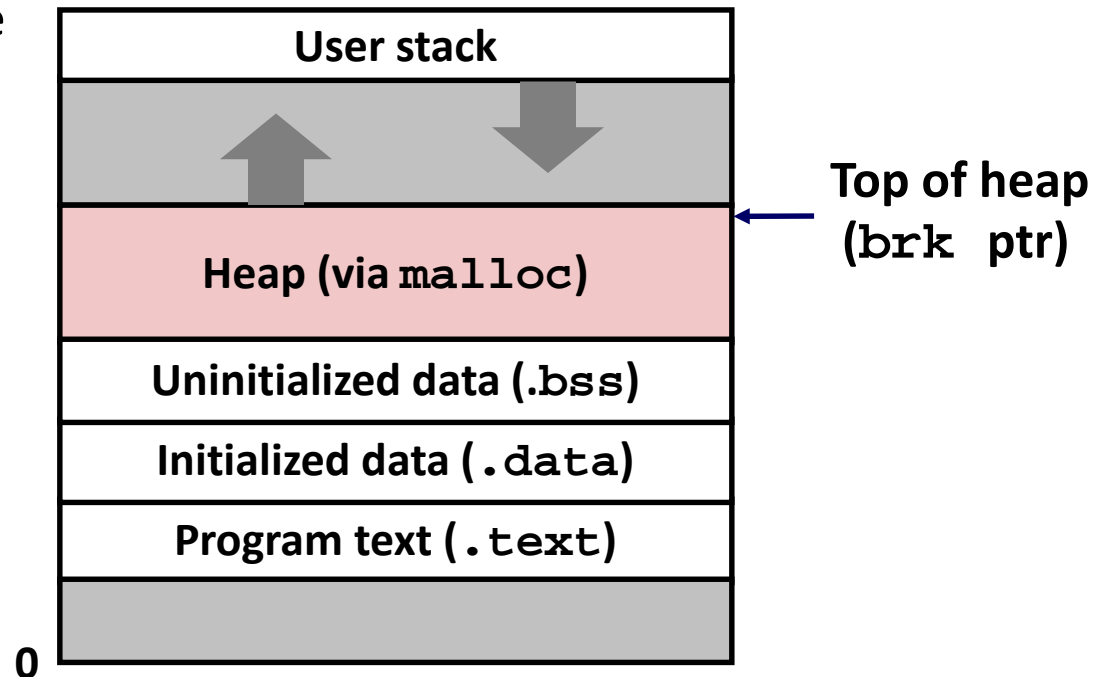 e
User stack
Top of heap
(brk ptr)
Heap (via malloc)
Uninitialized data (.bss)
Initialized data (.data)
Program text (.text)
0